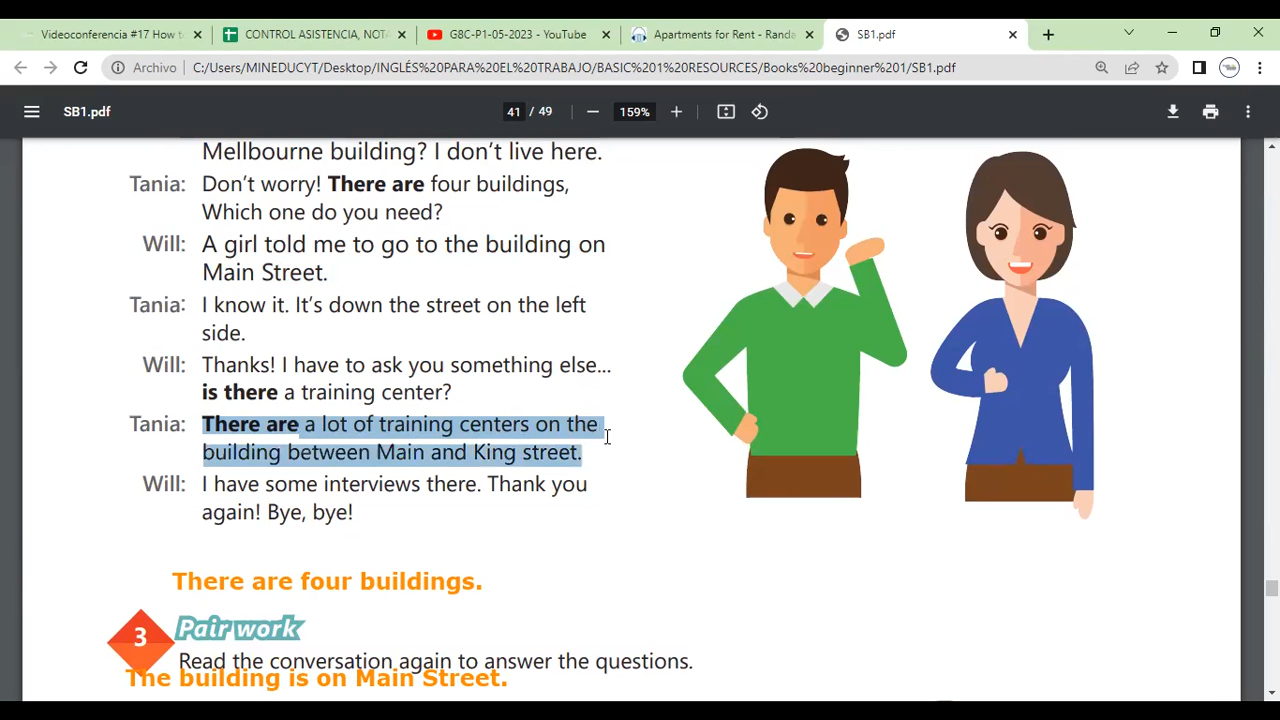 Videoconferencia #17 How to
CONTROL ASISTENCIA, NOTA
G8C-P1-05-2023 - YouTube
Apartments for Rent - Randa
SB1.pdf
Archivo
C:/Users/MINEDUCYT/Desktop/INGLÉS%20PARA%20EL%20TRABAJO/BASIC%201%20RESOURCES/Books%20beginner%201/SB1.pdf
SB1.pdf
41 / 49
159%
Mellbourne building? I don't live here.
Tania: Don't worry! There are four buildings,
Which one do you need?
Will: A girl told me to go to the building on
Main Street.
Tania: I know it. It's down the street on the left
side.
Will: Thanks! I have to ask you something else...
is there a training center?
Tania: There are a lot of training centers on the
building between Main and King street.
Will: I have some interviews there. Thank you
again! Bye, bye!
There are four buildings.
3 Pair work
Read the conversation again to answer the questions.
The building is on Main Street.